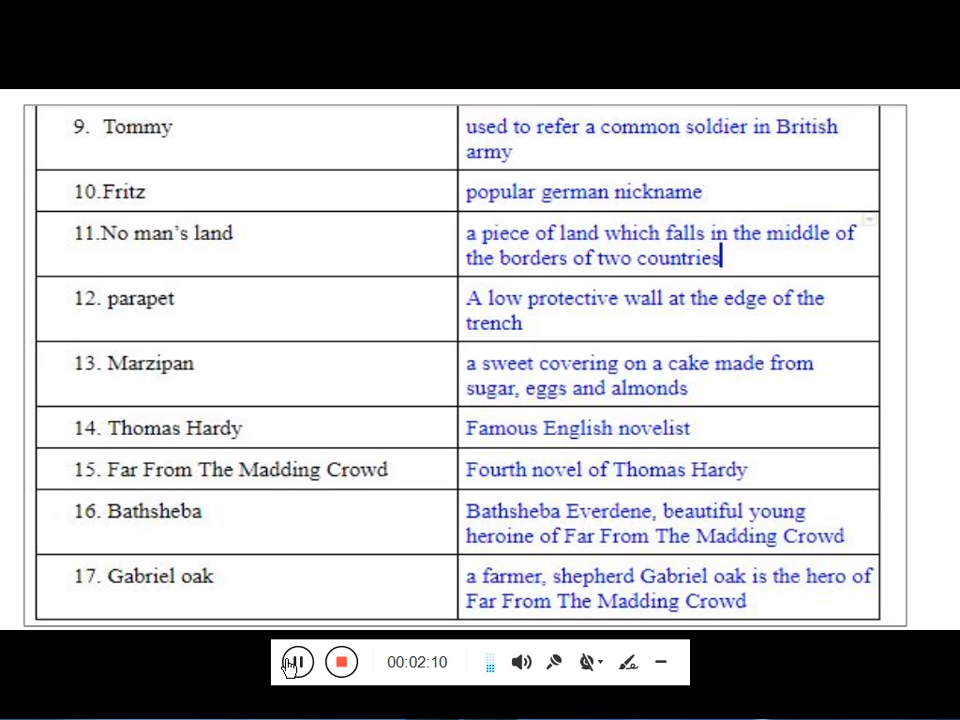 9. Tommy
used to refer a common soldier in British
army
10.Fritz
popular german nickname
11.No man's land
a piece of land which falls in the middle of
the borders of two countries
12. parapet
A low protective wall at the edge of the
trench
13. Marzipan
a sweet covering on a cake made from
sugar, eggs and almonds
14. Thomas Hardy
Famous English novelist
15. Far From The Madding Crowd
Fourth novel of Thomas Hardy
16. Bathsheba
Bathsheba Everdene, beautiful young
heroine of Far From The Madding Crowd
17. Gabriel oak
a farmer, shepherd Gabriel oak is the hero of
Far From The Madding Crowd
00:02:10